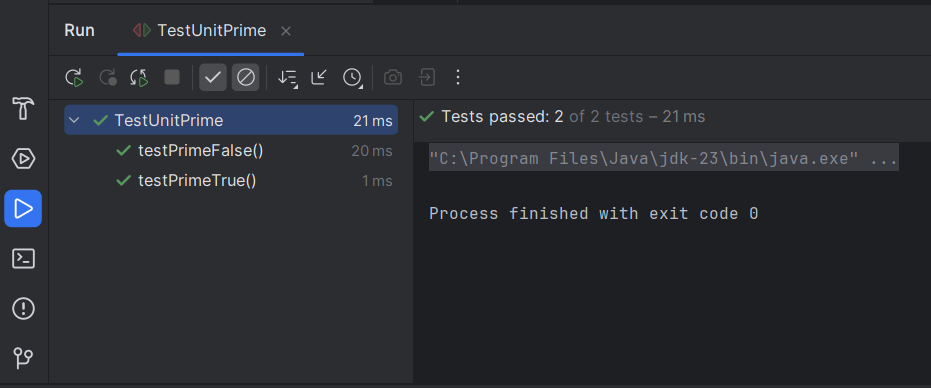 Run TestUnitPrime
TestUnitPrime 21 ms
testPrimeFalse() 20 ms
testPrimeTrue() 1 ms
Tests passed: 2 of 2 tests – 21 ms
"C:\Program Files\Java\jdk-23\bin\java.exe" ...
Process finished with exit code 0